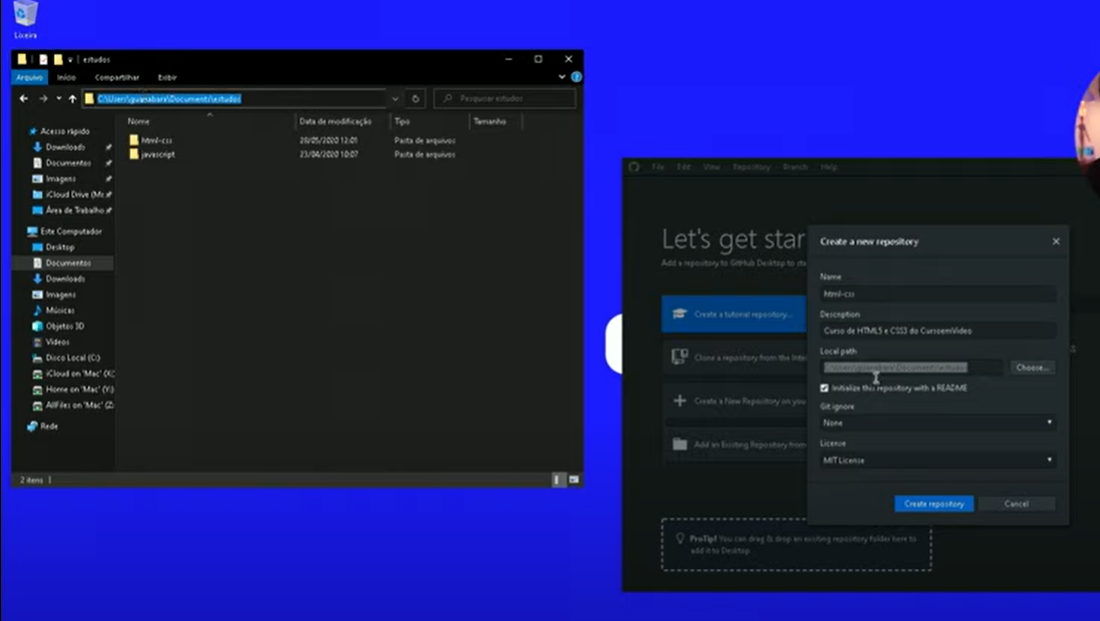 Lixeira
estudos
Arquivo Início Compartilhar Exibir
C:\Users\guanabara\Documents\estudos
Pesquisar estudos
Nome Data de modificação Tipo Tamanho
html-css 28/05/2020 12:01 Pasta de arquivos
javascript 23/04/2020 10:07 Pasta de arquivos
Acesso rápido
Downloads
Documentos
Imagens
iCloud Drive (Ma
Área de Trabalho
Este Computador
Desktop
Documentos
Downloads
Imagens
Músicas
Objetos 3D
Vídeos
Disco Local (C:)
iCloud on 'Mac' (X:
Home on 'Mac' (Y:)
AllFiles on 'Mac' (Z:
Rede
2 itens
File Edit View Repository Branch Help
Let's get star
Add a repository to GitHub Desktop to sta
Create a tutorial repository...
Clone a repository from the Inter
Create a New Repository on you
Add an Existing Repository from
ProTip! You can drag & drop an existing repository folder here to
add it to Desktop
Create a new repository
Name
html-css
Description
Curso de HTML5 e CSS3 do CursoemVideo
Local path
C:\Users\guanabara\Documents\estudos
Choose...
Initialize this repository with a README
Git ignore
None
License
MIT License
Create repository Cancel